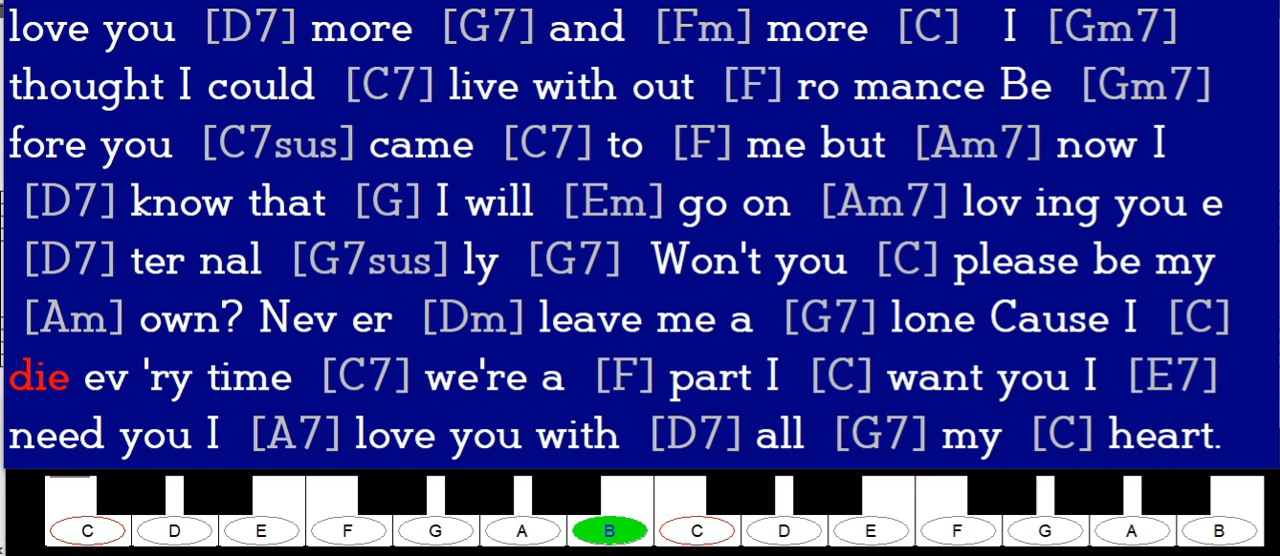 love you [D7] more [G7] and [Fm] more [C] I [Gm7]
thought I could [C7] live with out [F] ro mance Be [Gm7]
fore you [C7sus] came [C7] to [F] me but [Am7] now I
[D7] know that [G] I will [Em] go on [Am7] lov ing you e
[D7] ter nal [G7sus] ly [G7] Won't you [C] please be my
[Am] own? Nev er [Dm] leave me a [G7] lone Cause I [C]
die ev 'ry time [C7] we're a [F] part I [C] want you I [E7]
need you I [A7] love you with [D7] all [G7] my [C] heart.
C D E F G A B C D E F G A B